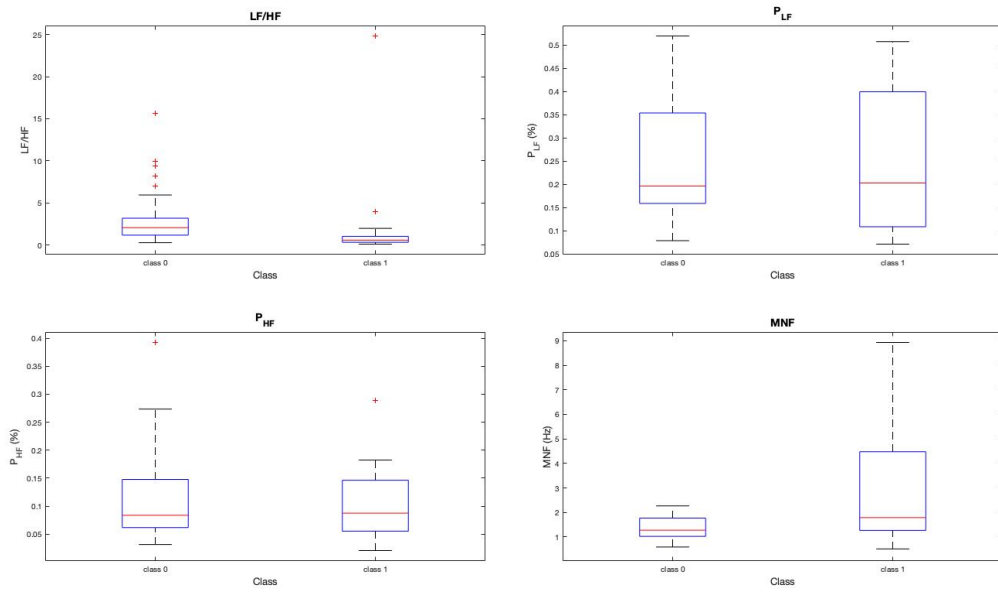 LF/HF
25
20
15
10
5
0
LF/HF
class 0
class 1
Class
P_LF
0.5
0.45
0.4
0.35
0.3
0.25
0.2
0.15
0.1
0.05
P_LF (%)
class 0
class 1
Class
P_HF
0.4
0.35
0.3
0.25
0.2
0.15
0.1
0.05
P_HF (%)
class 0
class 1
Class
MNF
9
8
7
6
5
4
3
2
1
MNF (Hz)
class 0
class 1
Class